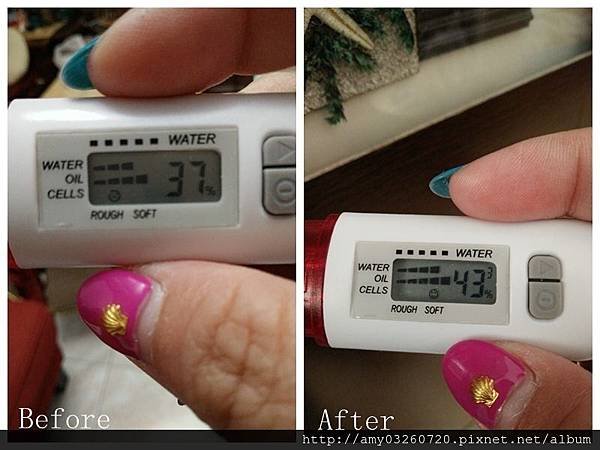 WATER
WATER
OIL
CELLS
37%
ROUGH SOFT
Before
WATER
WATER
OIL
CELLS
43 3 %
ROUGH SOFT
After
http://amy03260720.pixnet.net/album